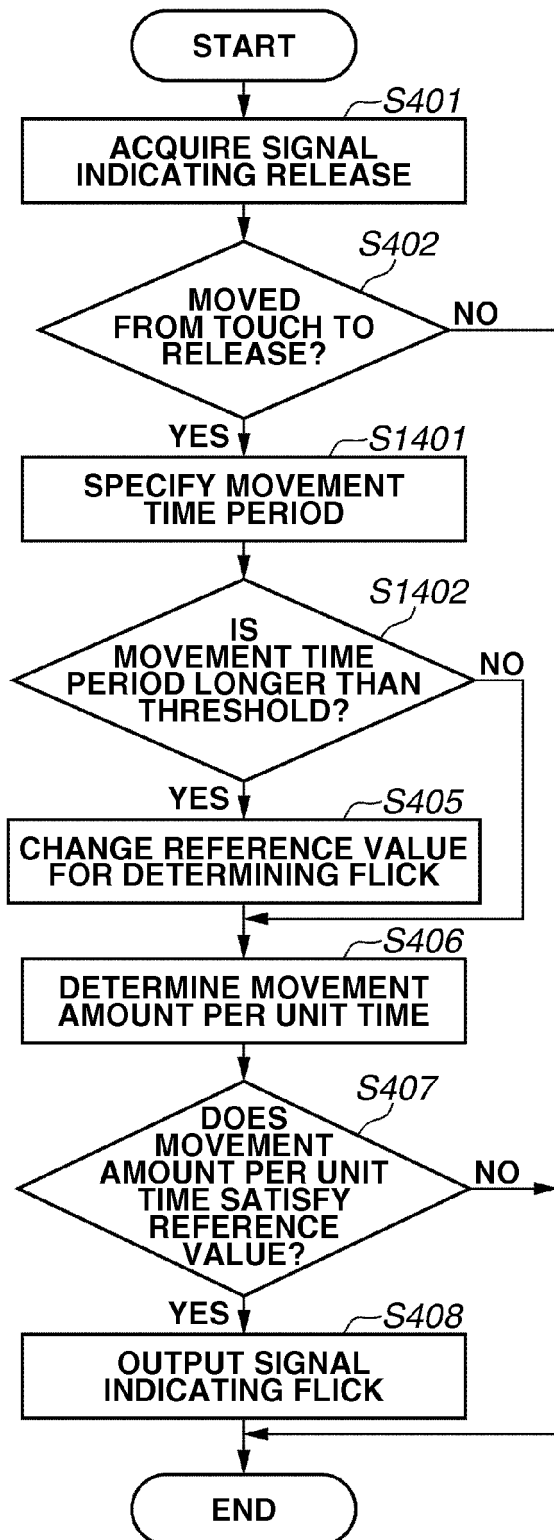 START
S401
ACQUIRE SIGNAL
INDICATING RELEASE
S402
MOVED
FROM TOUCH TO
RELEASE?
NO
YES
S1401
SPECIFY MOVEMENT
TIME PERIOD
S1402
IS
MOVEMENT TIME
PERIOD LONGER THAN
THRESHOLD?
NO
YES
S405
CHANGE REFERENCE VALUE
FOR DETERMINING FLICK
S406
DETERMINE MOVEMENT
AMOUNT PER UNIT TIME
S407
DOES
MOVEMENT
AMOUNT PER UNIT
TIME SATISFY
REFERENCE
VALUE?
NO
YES
S408
OUTPUT SIGNAL
INDICATING FLICK
END